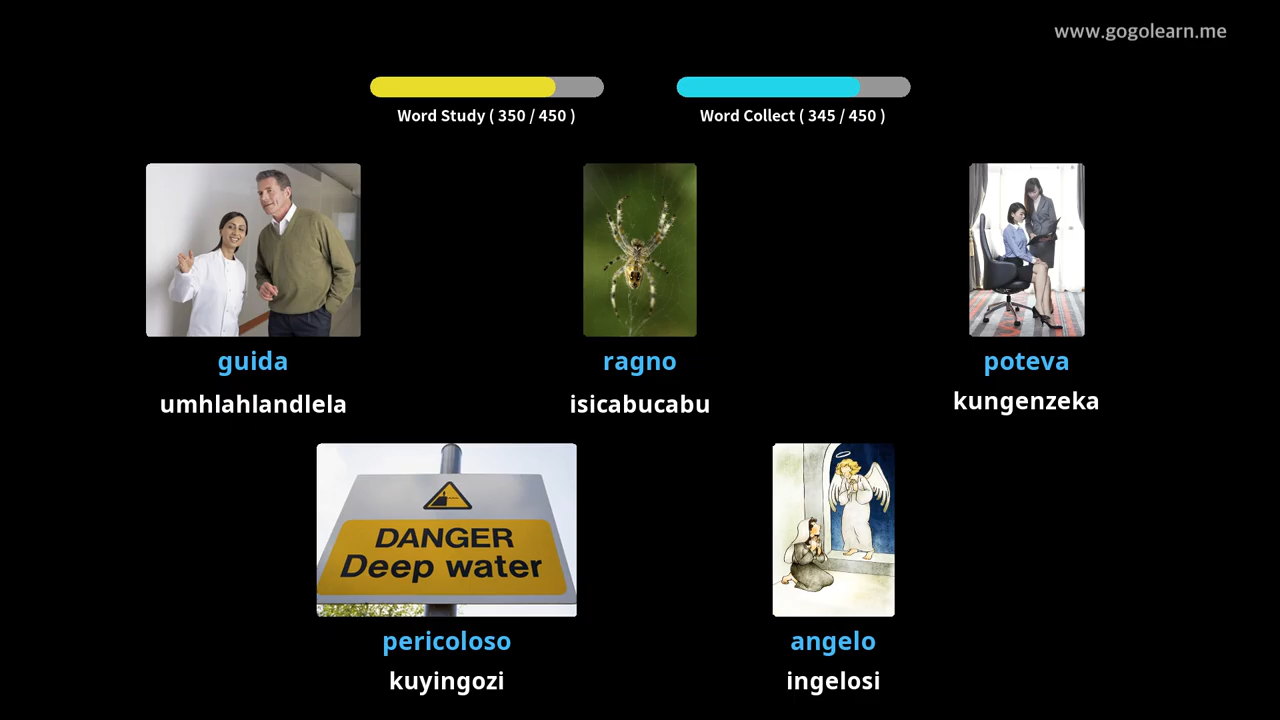 www.gogolearn.me
Word Study ( 350 / 450 )
Word Collect ( 345 / 450 )
guida
umhlahlandlela
ragno
isicabucabu
poteva
kungenzeka
DANGER
Deep water
pericoloso
kuyingozi
angelo
ingelosi